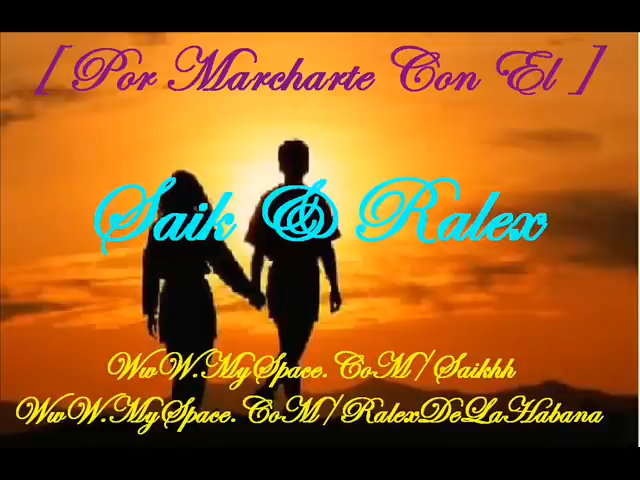 [ Por Marcharte Con El ]
Saik & Ralex
WwW.MySpace.CoM/Saikhh
WwW.MySpace.CoM/RalexDeLaHabana